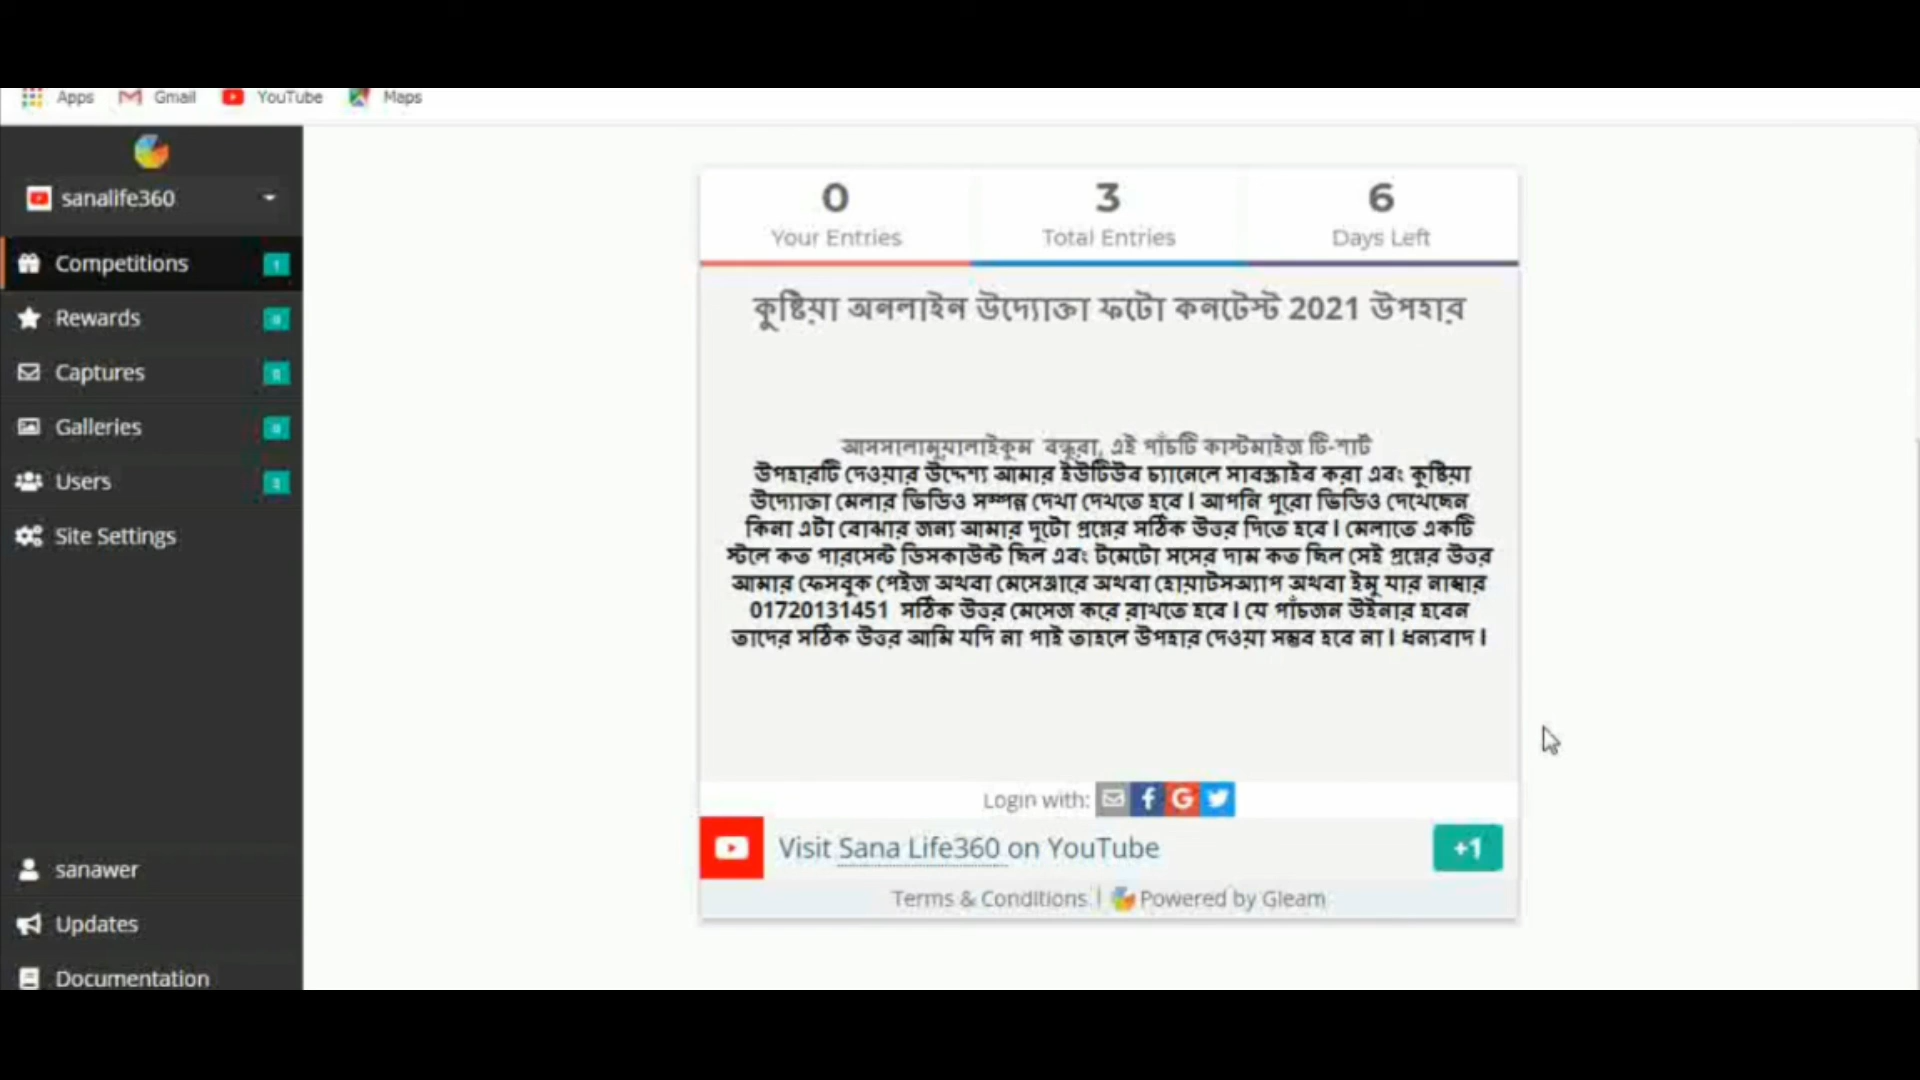 Apps Gmail YouTube Maps
sanalife360
Competitions 1
Rewards 0
Captures 0
Galleries 0
Users 3
Site Settings
sanawer
Updates
Documentation
0 3 6
Your Entries Total Entries Days Left
কুষ্টিয়া অনলাইন উদ্যোক্তা ফটো কনটেস্ট 2021 উপহার
আসসালামুয়ালাইকুম বন্ধুরা, এই পাঁচটি কাস্টমাইজ টি-শার্ট
উপহারটি দেওয়ার উদ্দেশ্য আমার ইউটিউব চ্যানেলে সাবস্ক্রাইব করা এবং কুষ্টিয়া
উদ্যোক্তা মেলার ভিডিও সম্পন্ন দেখা দেখতে হবে। আপনি পুরো ভিডিও দেখেছেন
কিনা এটা বোঝার জন্য আমার দুটো প্রশ্নের সঠিক উত্তর দিতে হবে। মেলাতে একটি
স্টলে কত পারসেন্ট ডিসকাউন্ট ছিল এবং টমেটো সসের দাম কত ছিল সেই প্রশ্নের উত্তর
আমার ফেসবুক পেইজ অথবা মেসেঞ্জারে অথবা হোয়াটসঅ্যাপ অথবা ইমু যার নাম্বার
01720131451 সঠিক উত্তর মেসেজ করে রাখতে হবে। যে পাঁচজন উইনার হবেন
তাদের সঠিক উত্তর আমি যদি না পাই তাহলে উপহার দেওয়া সম্ভব হবে না। ধন্যবাদ।
Login with:
Visit Sana Life360 on YouTube +1
Terms & Conditions | Powered by Gleam